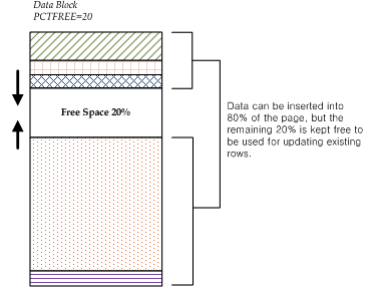 Data Block
PCTFREE=20
Free Space 20%
Data can be inserted into
80% of the page, but the
remaining 20% is kept free to
be used for updating existing
rows.